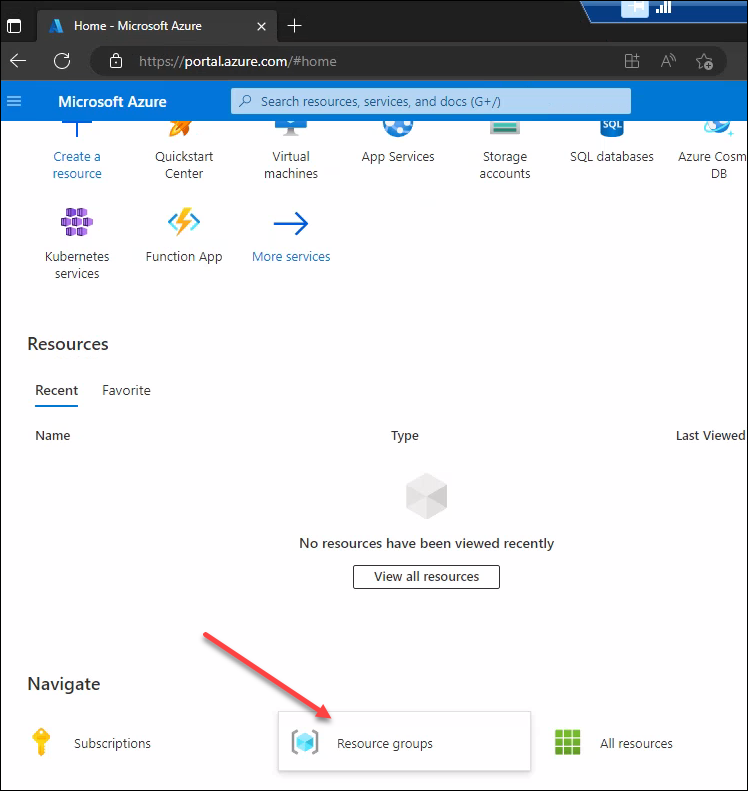 Home - Microsoft Azure
https://portal.azure.com/#home
Microsoft Azure
Search resources, services, and docs (G+/)
Create a
resource
Quickstart
Center
Virtual
machines
App Services
Storage
accounts
SQL
SQL databases
Azure Cosm
DB
Kubernetes
services
Function App
More services
Resources
Recent
Favorite
Name
Type
Last Viewed
No resources have been viewed recently
View all resources
Navigate
Subscriptions
Resource groups
All resources